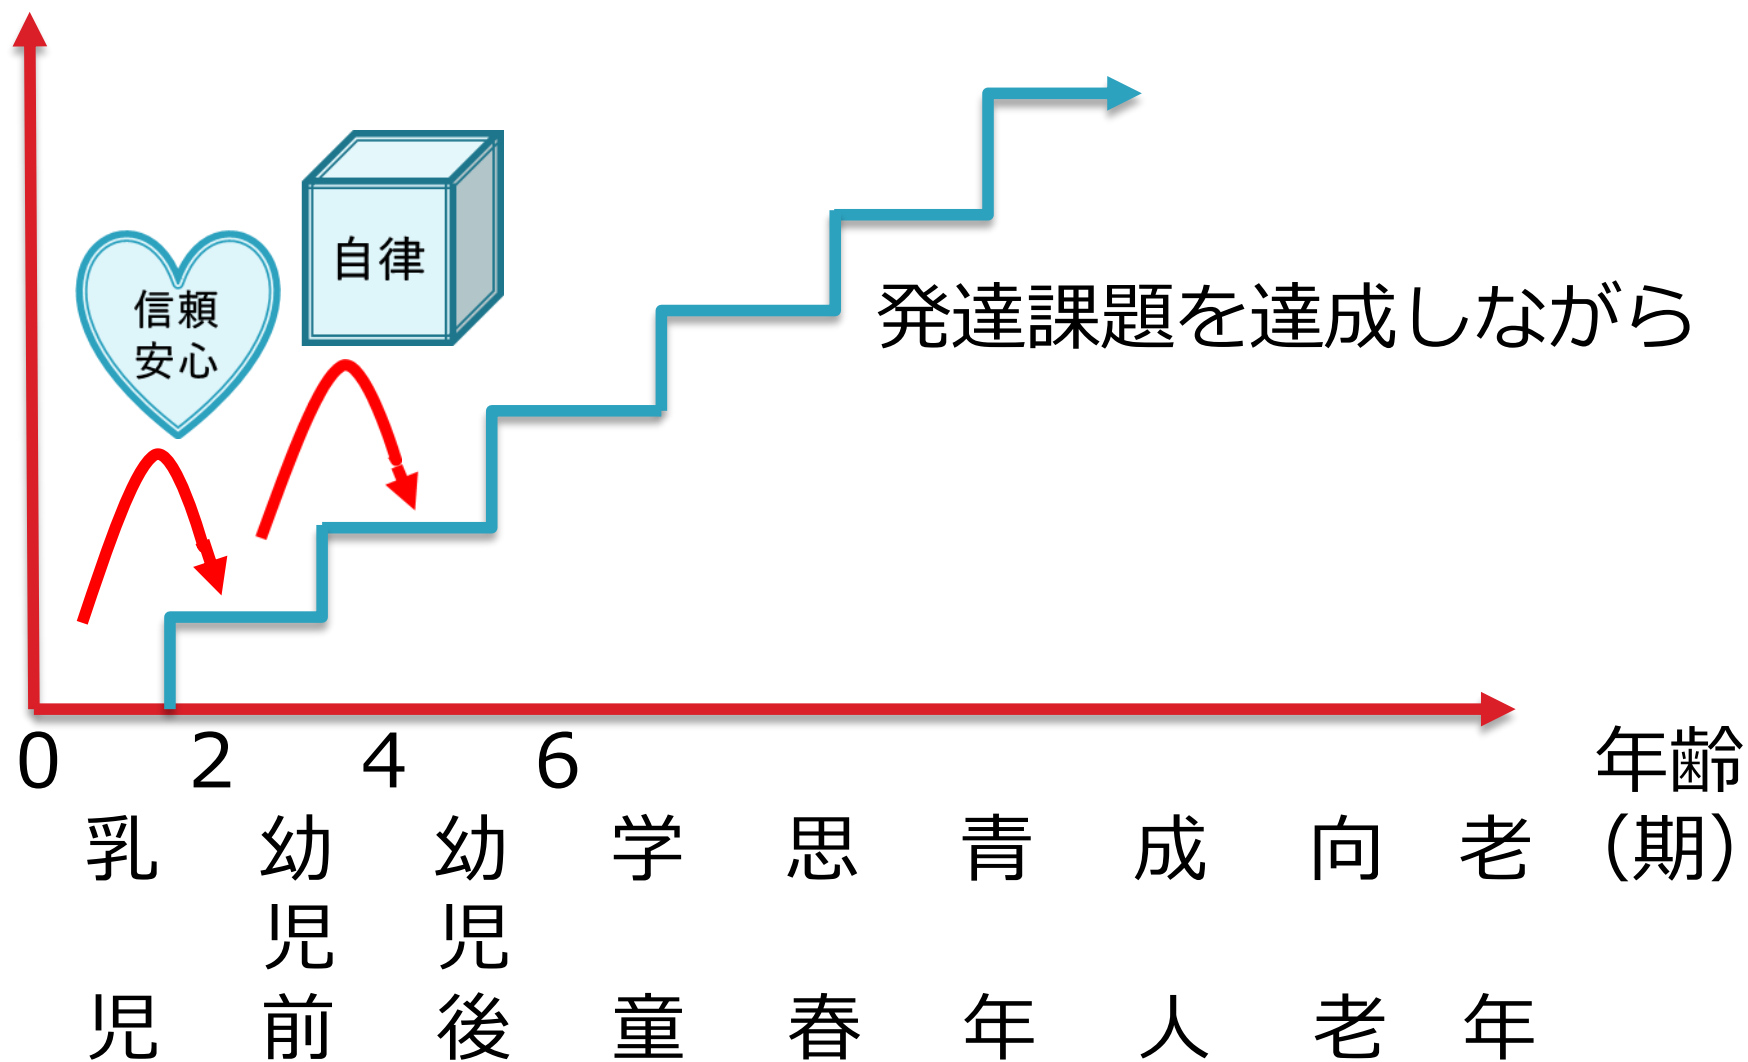 自律
信頼
安心
発達課題を達成しながら
0 2 4 6 年齢
(期)
乳児
幼児前
幼児後
学童
思春
青年
成人
向老
老年